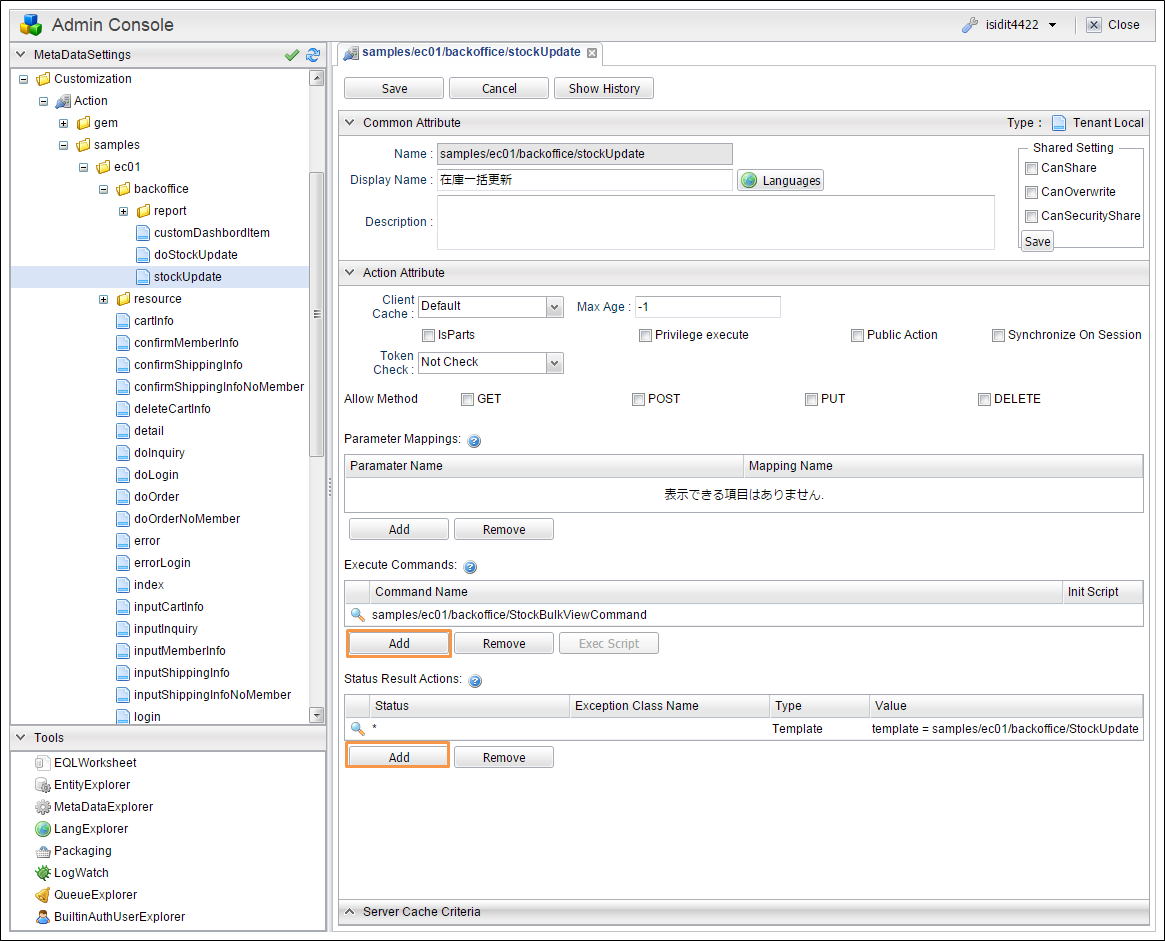 Admin Console
isidit4422
Close
MetaDataSettings
Customization
Action
gem
samples
ec01
backoffice
report
customDashbordItem
doStockUpdate
stockUpdate
resource
cartInfo
confirmMemberInfo
confirmShippingInfo
confirmShippingInfoNoMember
deleteCartInfo
detail
doInquiry
doLogin
doOrder
doOrderNoMember
error
errorLogin
index
inputCartInfo
inputInquiry
inputMemberInfo
inputShippingInfo
inputShippingInfoNoMember
login
Tools
EQLWorksheet
EntityExplorer
MetaDataExplorer
LangExplorer
Packaging
LogWatch
QueueExplorer
BuiltinAuthUserExplorer
samples/ec01/backoffice/stockUpdate
Save Cancel Show History
Common Attribute Type : Tenant Local
Name : samples/ec01/backoffice/stockUpdate
Display Name : 在庫一括更新 Languages
Description :
Shared Setting
CanShare
CanOverwrite
CanSecurityShare
Save
Action Attribute
Client Cache : Default Max Age : -1
IsParts Privilege execute Public Action Synchronize On Session
Token Check : Not Check
Allow Method GET POST PUT DELETE
Parameter Mappings: ?
Paramater Name Mapping Name
表示できる項目はありません.
Add Remove
Execute Commands: ?
Command Name Init Script
samples/ec01/backoffice/StockBulkViewCommand
Add Remove Exec Script
Status Result Actions: ?
Status Exception Class Name Type Value
* Template template = samples/ec01/backoffice/StockUpdate
Add Remove
Server Cache Criteria